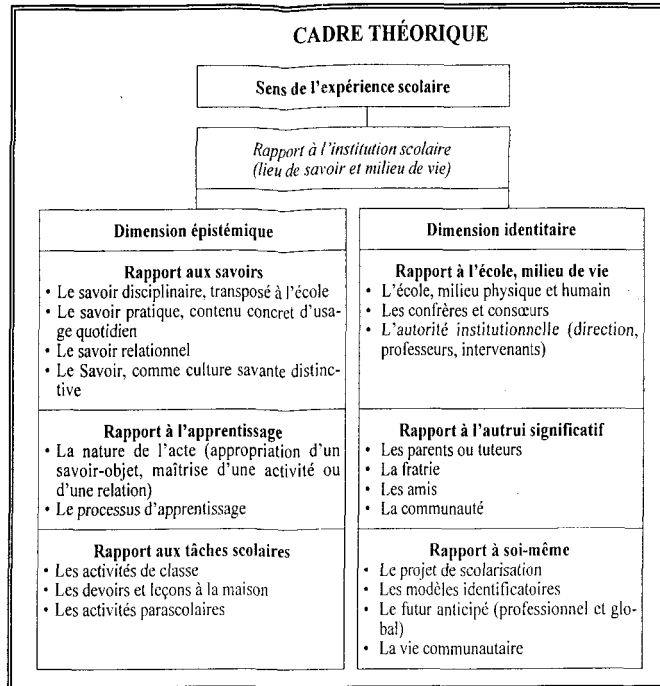 CADRE THÉORIQUE
Sens de l'expérience scolaire
Rapport à l'institution scolaire
(lieu de savoir et milieu de vie)
Dimension épistémique
Rapport aux savoirs
• Le savoir disciplinaire, transposé à l'école
• Le savoir pratique, contenu concret d'us-
age quotidien
• Le savoir relationnel
• Le Savoir, comme culture savante distinc-
tive
Rapport à l'apprentissage
• La nature de l'acte (appropriation d'un
savoir-objet, maîtrise d'une activité ou
d'une relation)
• Le processus d'apprentissage
Rapport aux tâches scolaires
• Les activités de classe
• Les devoirs et leçons à la maison
• Les activités parascolaires
Dimension identitaire
Rapport à l'école, milieu de vie
• L'école, milieu physique et humain
• Les confrères et consœurs
• L'autorité institutionnelle (direction,
professeurs, intervenants)
Rapport à l'autrui significatif
• Les parents ou tuteurs
• La fratrie
• Les amis
• La communauté
Rapport à soi-même
• Le projet de scolarisation
• Les modèles identificatoires
• Le futur anticipé (professionnel et glo-
bal)
• La vie communautaire